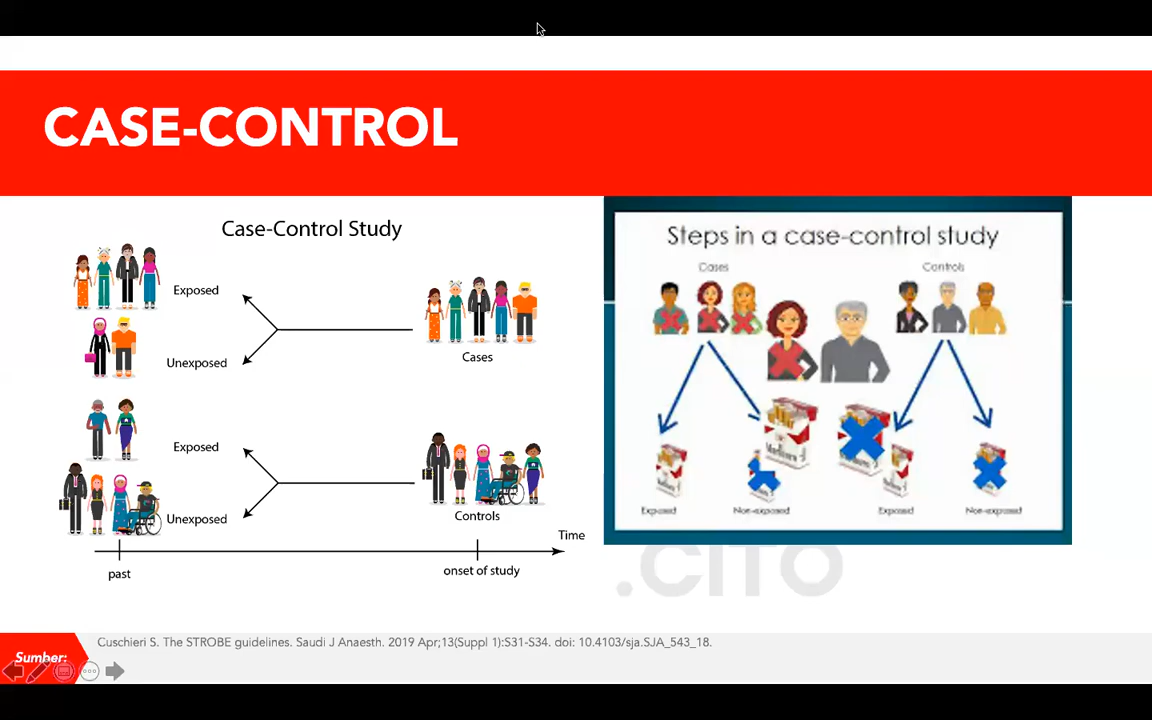 CASE-CONTROL
Case-Control Study
Exposed
Unexposed
Cases
Exposed
Unexposed
Controls
Time
past
onset of study
Steps in a case-control study
Cases
Controls
Exposed
Non-exposed
Exposed
Non-exposed
.CITO
Cuschieri S. The STROBE guidelines. Saudi J Anaesth. 2019 Apr;13(Suppl 1):S31-S34. doi: 10.4103/sja.SJA_543_18.
Sumber: